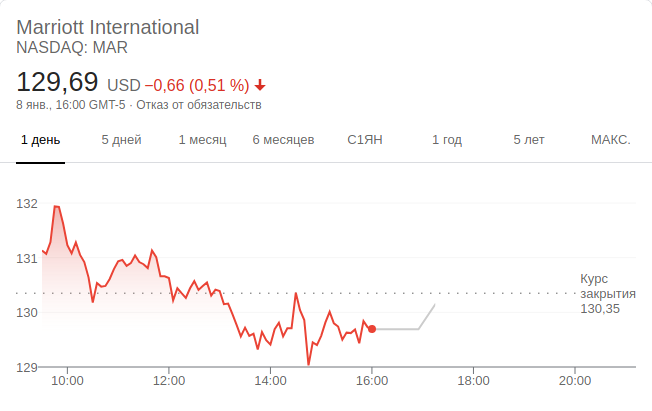 Marriott International
NASDAQ: MAR
129,69 USD −0,66 (0,51 %)
8 янв., 16:00 GMT-5 · Отказ от обязательств
1 день 5 дней 1 месяц 6 месяцев С1ЯН 1 год 5 лет МАКС.
132
131
Курс
закрытия
130,35
130
129
10:00 12:00 14:00 16:00 18:00 20:00